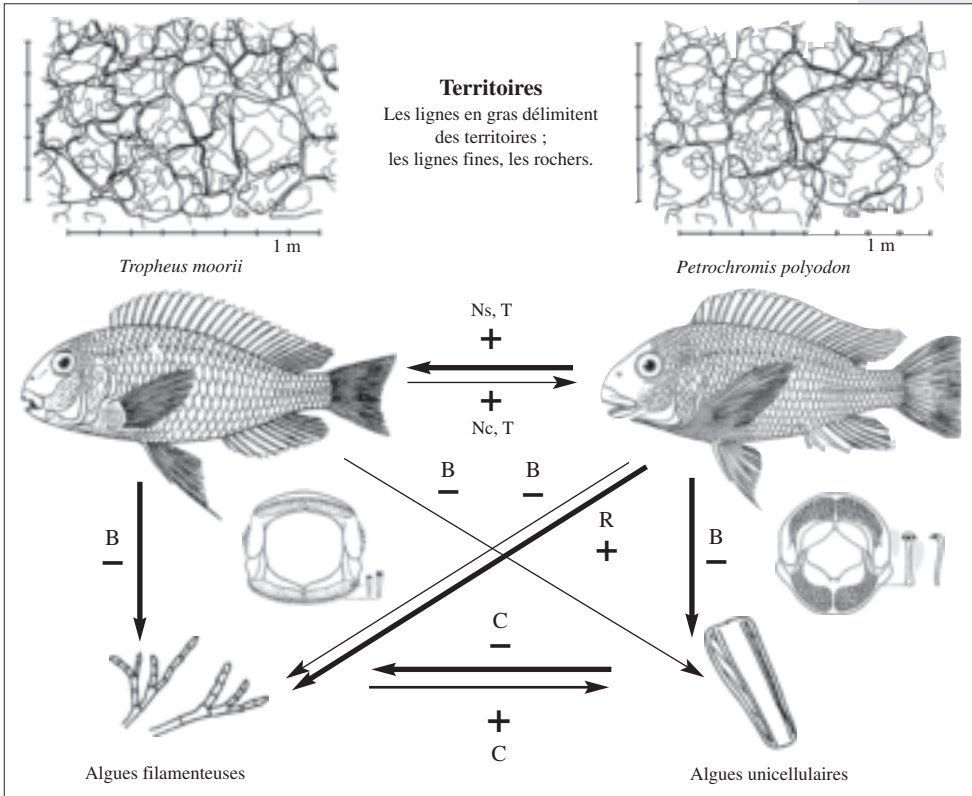 Territoires
Les lignes en gras délimitent
des territoires ;
les lignes fines, les rochers.
1 m
1 m
Tropheus moorii
Petrochromis polyodon
Ns, T
+
+
Nc, T
B
−
B
−
R
+
B
−
B
−
C
−
+
C
Algues filamenteuses
Algues unicellulaires